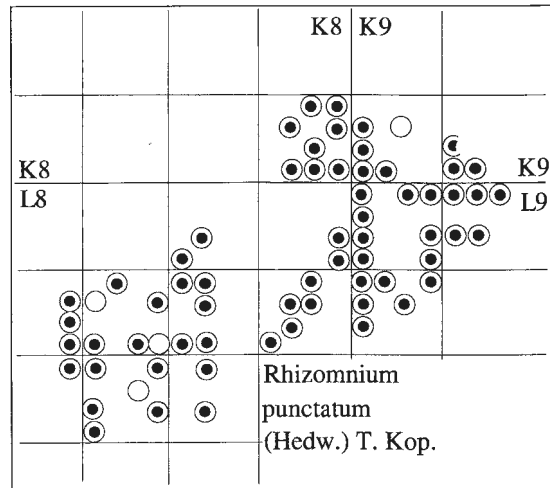 K8 K9
K8 K9
L8 L9
Rhizomnium
punctatum
(Hedw.) T. Kop.